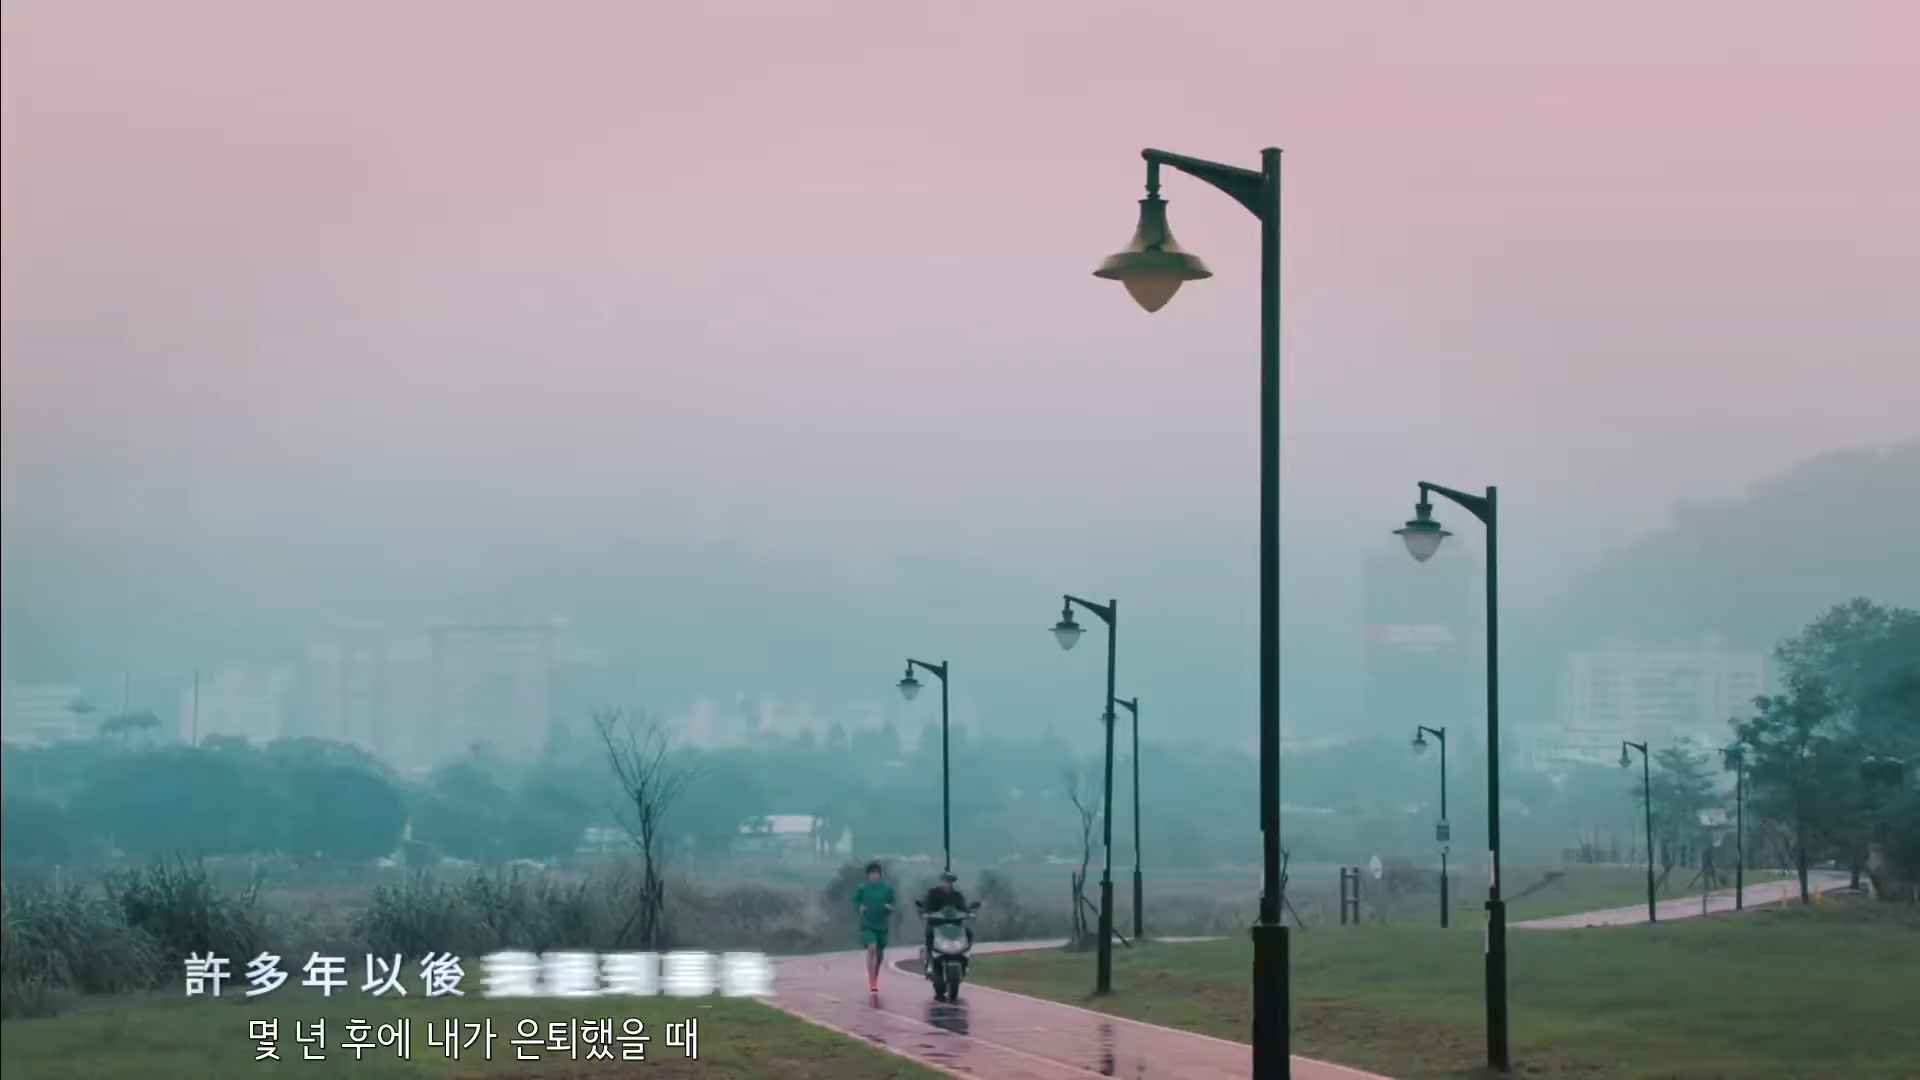 許多年以後
몇 년 후에 내가 은퇴했을 때